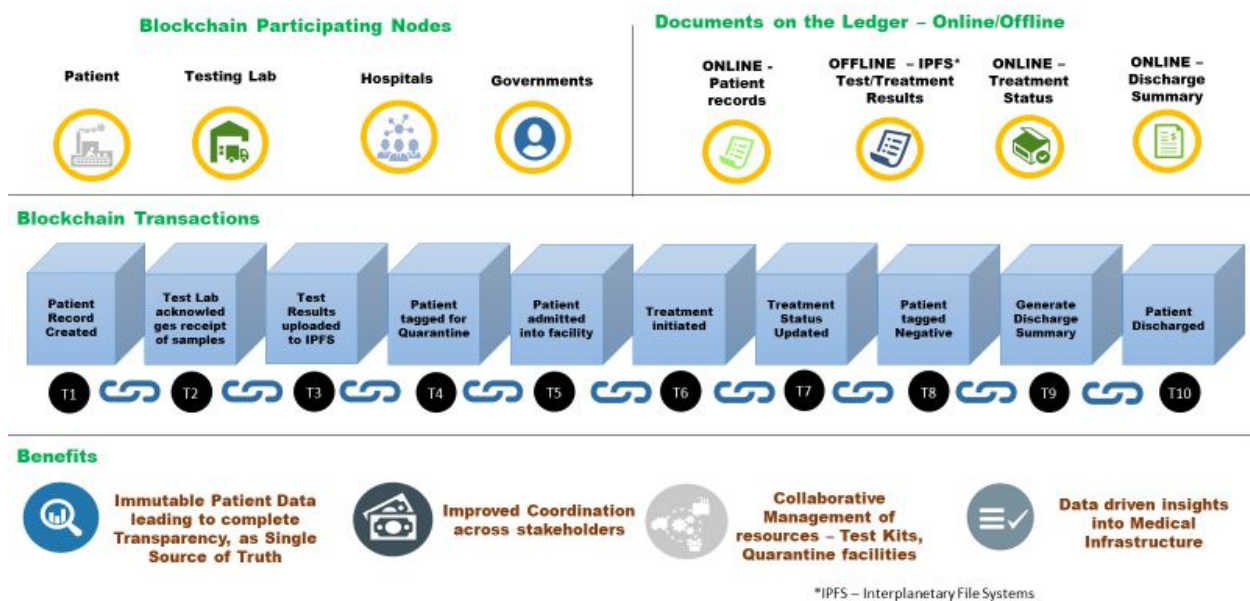 Blockchain Participating Nodes
Patient
Testing Lab
Hospitals
Governments
Documents on the Ledger – Online/Offline
ONLINE -
Patient
records
OFFLINE – IPFS*
Test/Treatment
Results
ONLINE –
Treatment
Status
ONLINE –
Discharge
Summary
Blockchain Transactions
Patient
Record
Created
Test Lab
acknowled
ges receipt
of samples
Test
Results
uploaded
to IPFS
Patient
tagged for
Quarantine
Patient
admitted
into facility
Treatment
initiated
Treatment
Status
Updated
Patient
tagged
Negative
Generate
Discharge
Summary
Patient
Discharged
T1
T2
T3
T4
T5
T6
T7
T8
T9
T10
Benefits
Immutable Patient Data
leading to complete
Transparency, as Single
Source of Truth
Improved Coordination
across stakeholders
Collaborative
Management of
resources – Test Kits,
Quarantine facilities
Data driven insights
into Medical
Infrastructure
*IPFS – Interplanetary File Systems